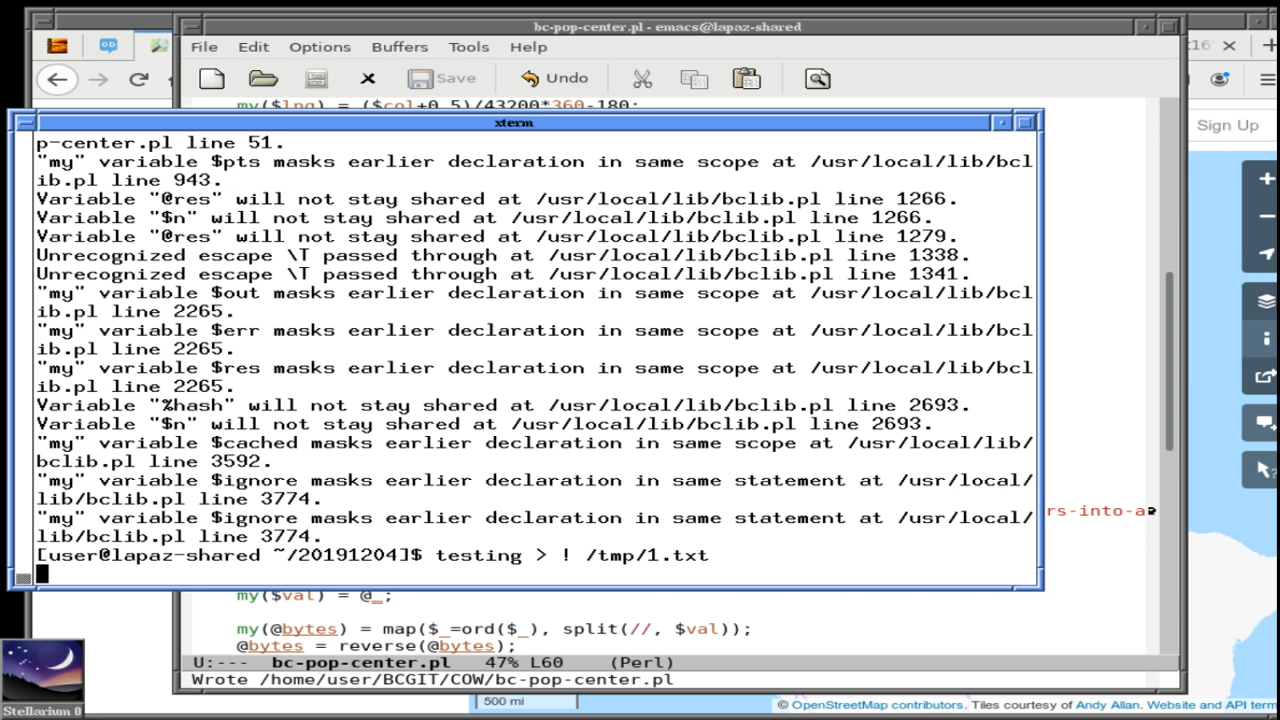 bc-pop-center.pl - emacs@lapaz-shared
File Edit Options Buffers Tools Help
Save Undo
my($lng) = ($col+0.5)/43200*360-180;
xterm
Sign Up
p-center.pl line 51.
"my" variable $pts masks earlier declaration in same scope at /usr/local/lib/bcl
ib.pl line 943.
Variable "@res" will not stay shared at /usr/local/lib/bclib.pl line 1266.
Variable "$n" will not stay shared at /usr/local/lib/bclib.pl line 1266.
Variable "@res" will not stay shared at /usr/local/lib/bclib.pl line 1279.
Unrecognized escape \T passed through at /usr/local/lib/bclib.pl line 1338.
Unrecognized escape \T passed through at /usr/local/lib/bclib.pl line 1341.
"my" variable $out masks earlier declaration in same scope at /usr/local/lib/bcl
ib.pl line 2265.
"my" variable $err masks earlier declaration in same scope at /usr/local/lib/bcl
ib.pl line 2265.
"my" variable $res masks earlier declaration in same scope at /usr/local/lib/bcl
ib.pl line 2265.
Variable "%hash" will not stay shared at /usr/local/lib/bclib.pl line 2693.
Variable "$n" will not stay shared at /usr/local/lib/bclib.pl line 2693.
"my" variable $cached masks earlier declaration in same scope at /usr/local/lib/
bclib.pl line 3592.
"my" variable $ignore masks earlier declaration in same statement at /usr/local/
lib/bclib.pl line 3774.
"my" variable $ignore masks earlier declaration in same statement at /usr/local/
lib/bclib.pl line 3774.
[user@lapaz-shared ~/20191204]$ testing > ! /tmp/1.txt
rs-into-a
my($val) = @_;
my(@bytes) = map($_=ord($_), split(//, $val));
@bytes = reverse(@bytes);
U:--- bc-pop-center.pl 47% L60 (Perl)
Wrote /home/user/BCGIT/COW/bc-pop-center.pl
500 mi
© OpenStreetMap contributors. Tiles courtesy of Andy Allan. Website and API term
Stellarium 0